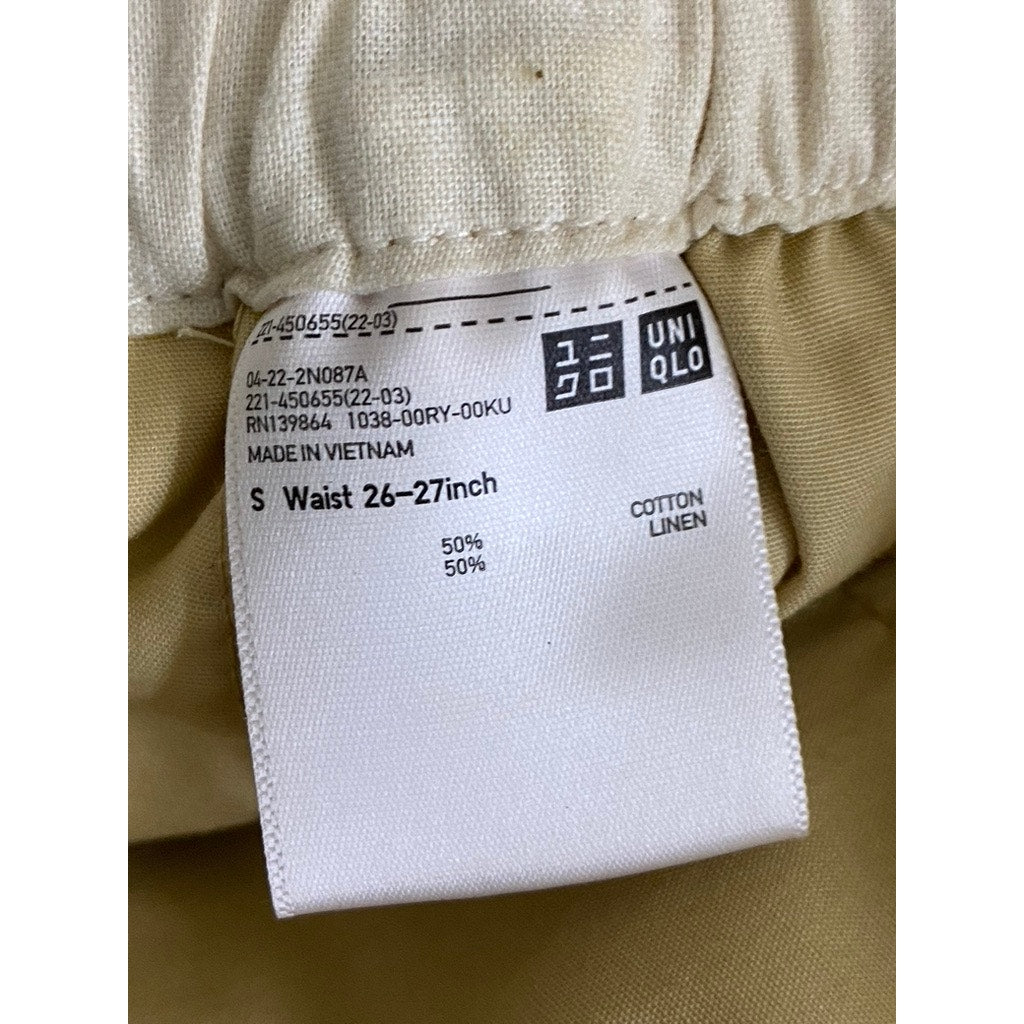 221-450655(22-03)
ユニ
クロ
UNI
QLO
04-22-2N087A
221-450655(22-03)
RN139864 1038-00RY-00KU
MADE IN VIETNAM
S Waist 26-27inch
50% COTTON
50% LINEN